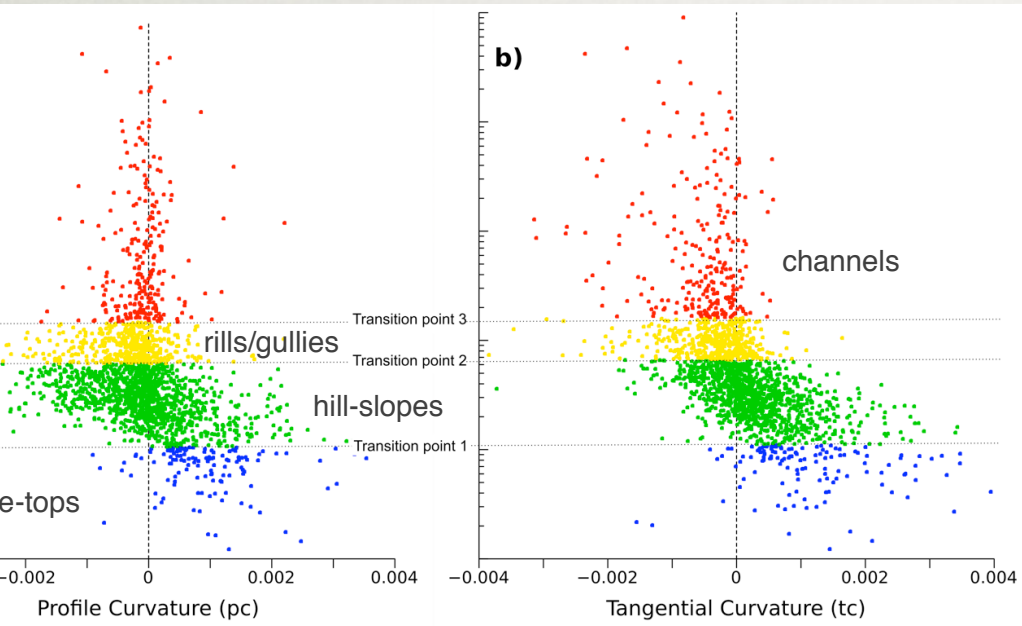 b)
channels
Transition point 3
rills/gullies
Transition point 2
hill-slopes
Transition point 1
e-tops
−0.002 0 0.002 0.004
−0.004 −0.002 0 0.002 0.004
Profile Curvature (pc)
Tangential Curvature (tc)